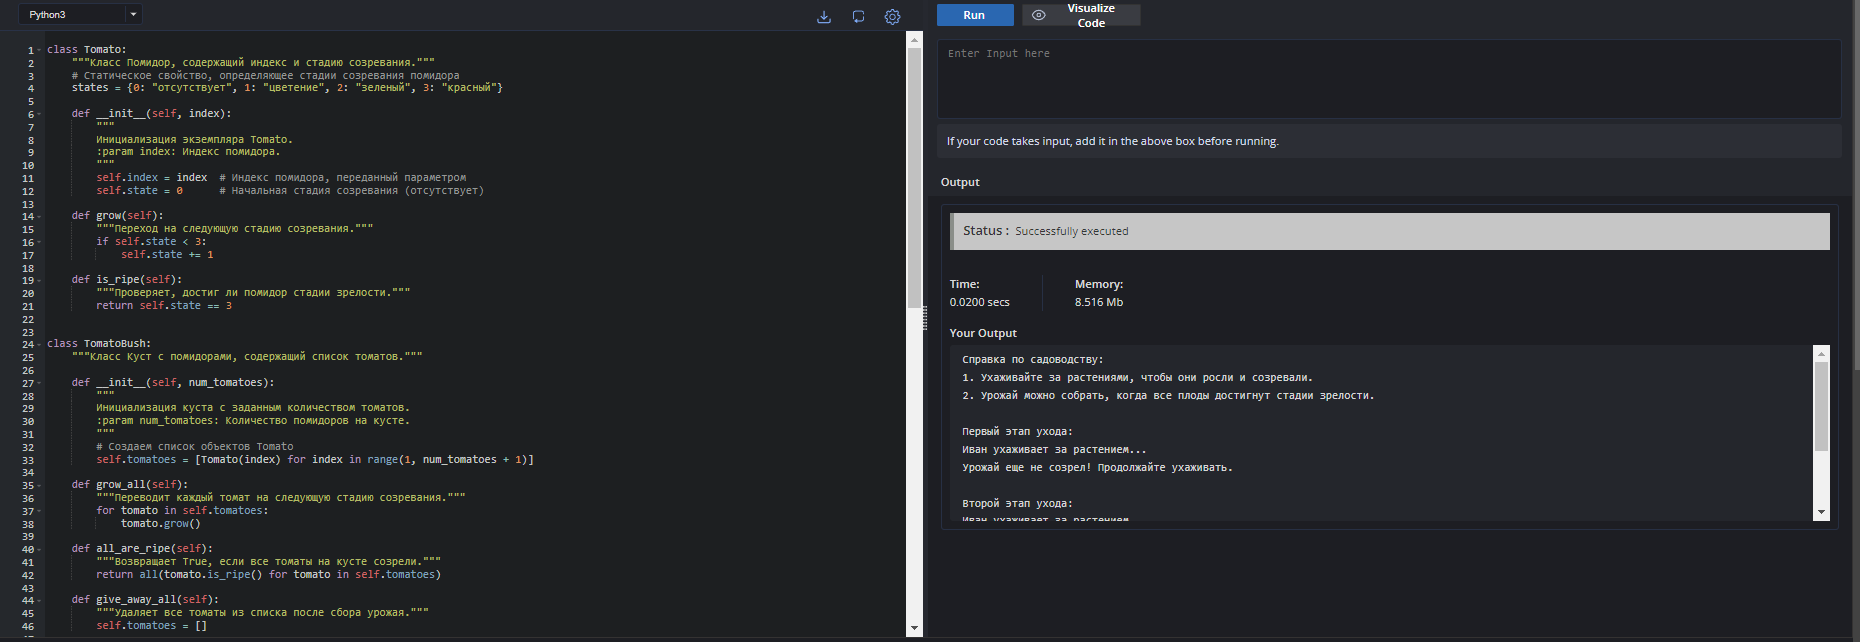 Python3
1 class Tomato:
2     """Класс Помидор, содержащий индекс и стадию созревания."""
3     # Статическое свойство, определяющее стадии созревания помидора
4     states = {0: "отсутствует", 1: "цветение", 2: "зеленый", 3: "красный"}
5
6     def __init__(self, index):
7         """
8         Инициализация экземпляра Tomato.
9         :param index: Индекс помидора.
10         """
11         self.index = index  # Индекс помидора, переданный параметром
12         self.state = 0      # Начальная стадия созревания (отсутствует)
13
14     def grow(self):
15         """Переход на следующую стадию созревания."""
16         if self.state < 3:
17             self.state += 1
18
19     def is_ripe(self):
20         """Проверяет, достиг ли помидор стадии зрелости."""
21         return self.state == 3
22
23
24 class TomatoBush:
25     """Класс Куст с помидорами, содержащий список томатов."""
26
27     def __init__(self, num_tomatoes):
28         """
29         Инициализация куста с заданным количеством томатов.
30         :param num_tomatoes: Количество помидоров на кусте.
31         """
32         # Создаем список объектов Tomato
33         self.tomatoes = [Tomato(index) for index in range(1, num_tomatoes + 1)]
34
35     def grow_all(self):
36         """Переводит каждый томат на следующую стадию созревания."""
37         for tomato in self.tomatoes:
38             tomato.grow()
39
40     def all_are_ripe(self):
41         """Возвращает True, если все томаты на кусте созрели."""
42         return all(tomato.is_ripe() for tomato in self.tomatoes)
43
44     def give_away_all(self):
45         """Удаляет все томаты из списка после сбора урожая."""
46         self.tomatoes = []
Run
Visualize
Code
Enter Input here
If your code takes input, add it in the above box before running.
Output
Status : Successfully executed
Time:
0.0200 secs
Memory:
8.516 Mb
Your Output
Справка по садоводству:
1. Ухаживайте за растениями, чтобы они росли и созревали.
2. Урожай можно собрать, когда все плоды достигнут стадии зрелости.
Первый этап ухода:
Иван ухаживает за растением...
Урожай еще не созрел! Продолжайте ухаживать.
Второй этап ухода:
Иван ухаживает за растением